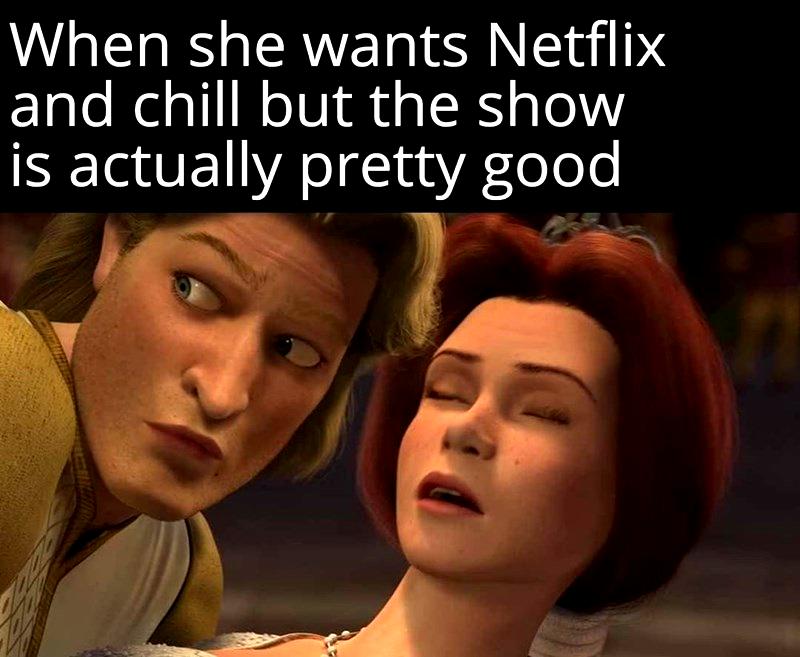 When she wants Netflix
and chill but the show
is actually pretty good